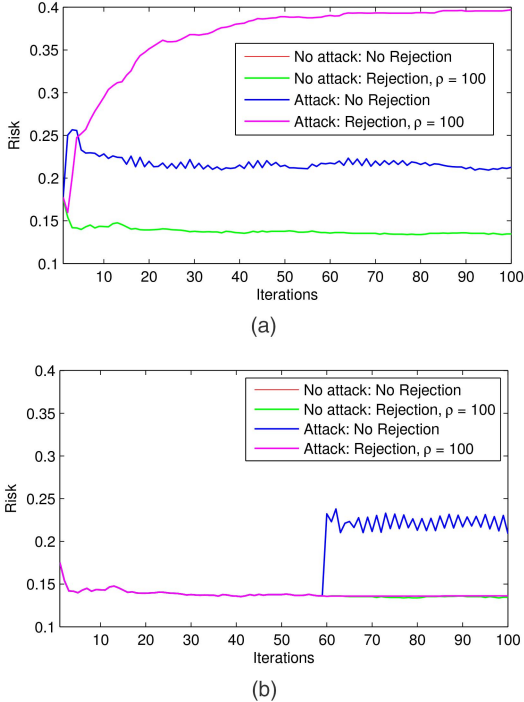 0.4
0.35
0.3
0.25
0.2
0.15
0.1
Risk
No attack: No Rejection
No attack: Rejection, ρ = 100
Attack: No Rejection
Attack: Rejection, ρ = 100
10 20 30 40 50 60 70 80 90 100
Iterations
(a)
0.4
0.35
0.3
0.25
0.2
0.15
0.1
Risk
No attack: No Rejection
No attack: Rejection, ρ = 100
Attack: No Rejection
Attack: Rejection, ρ = 100
10 20 30 40 50 60 70 80 90 100
Iterations
(b)